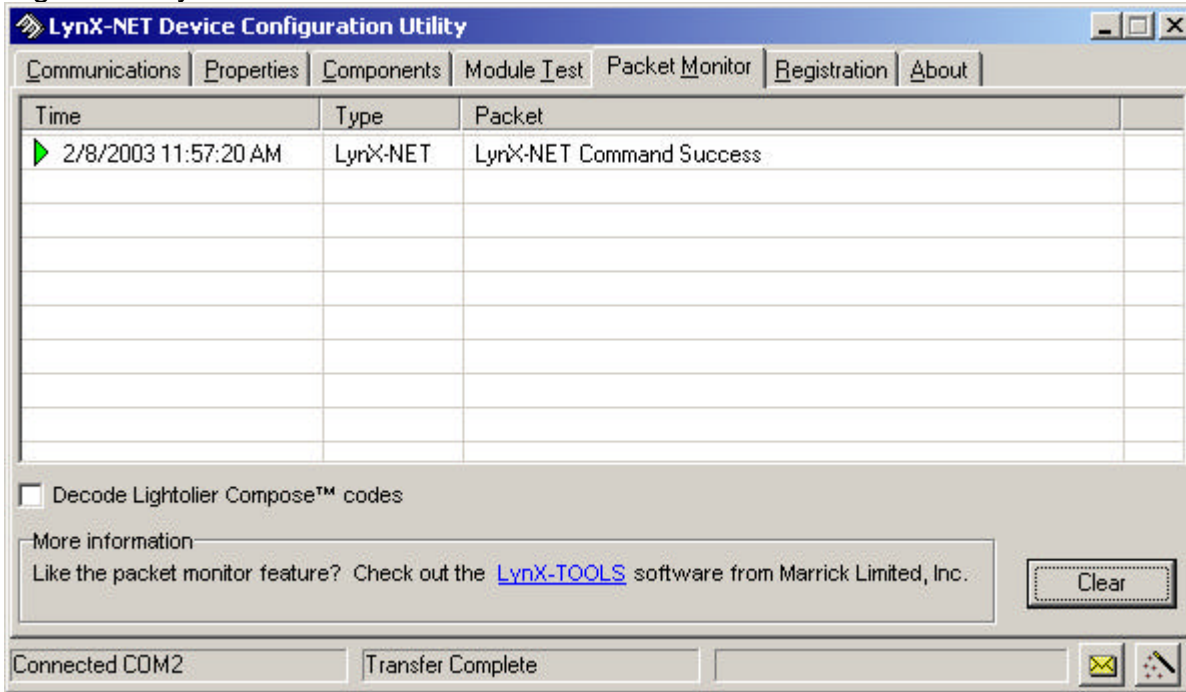 LynX-NET Device Configuration Utility
Communications Properties Components Module Test Packet Monitor Registration About
Time Type Packet
2/8/2003 11:57:20 AM LynX-NET LynX-NET Command Success
Decode Lightolier Compose™ codes
More information
Like the packet monitor feature? Check out the LynX-TOOLS software from Marrick Limited, Inc.
Clear
Connected COM2 Transfer Complete